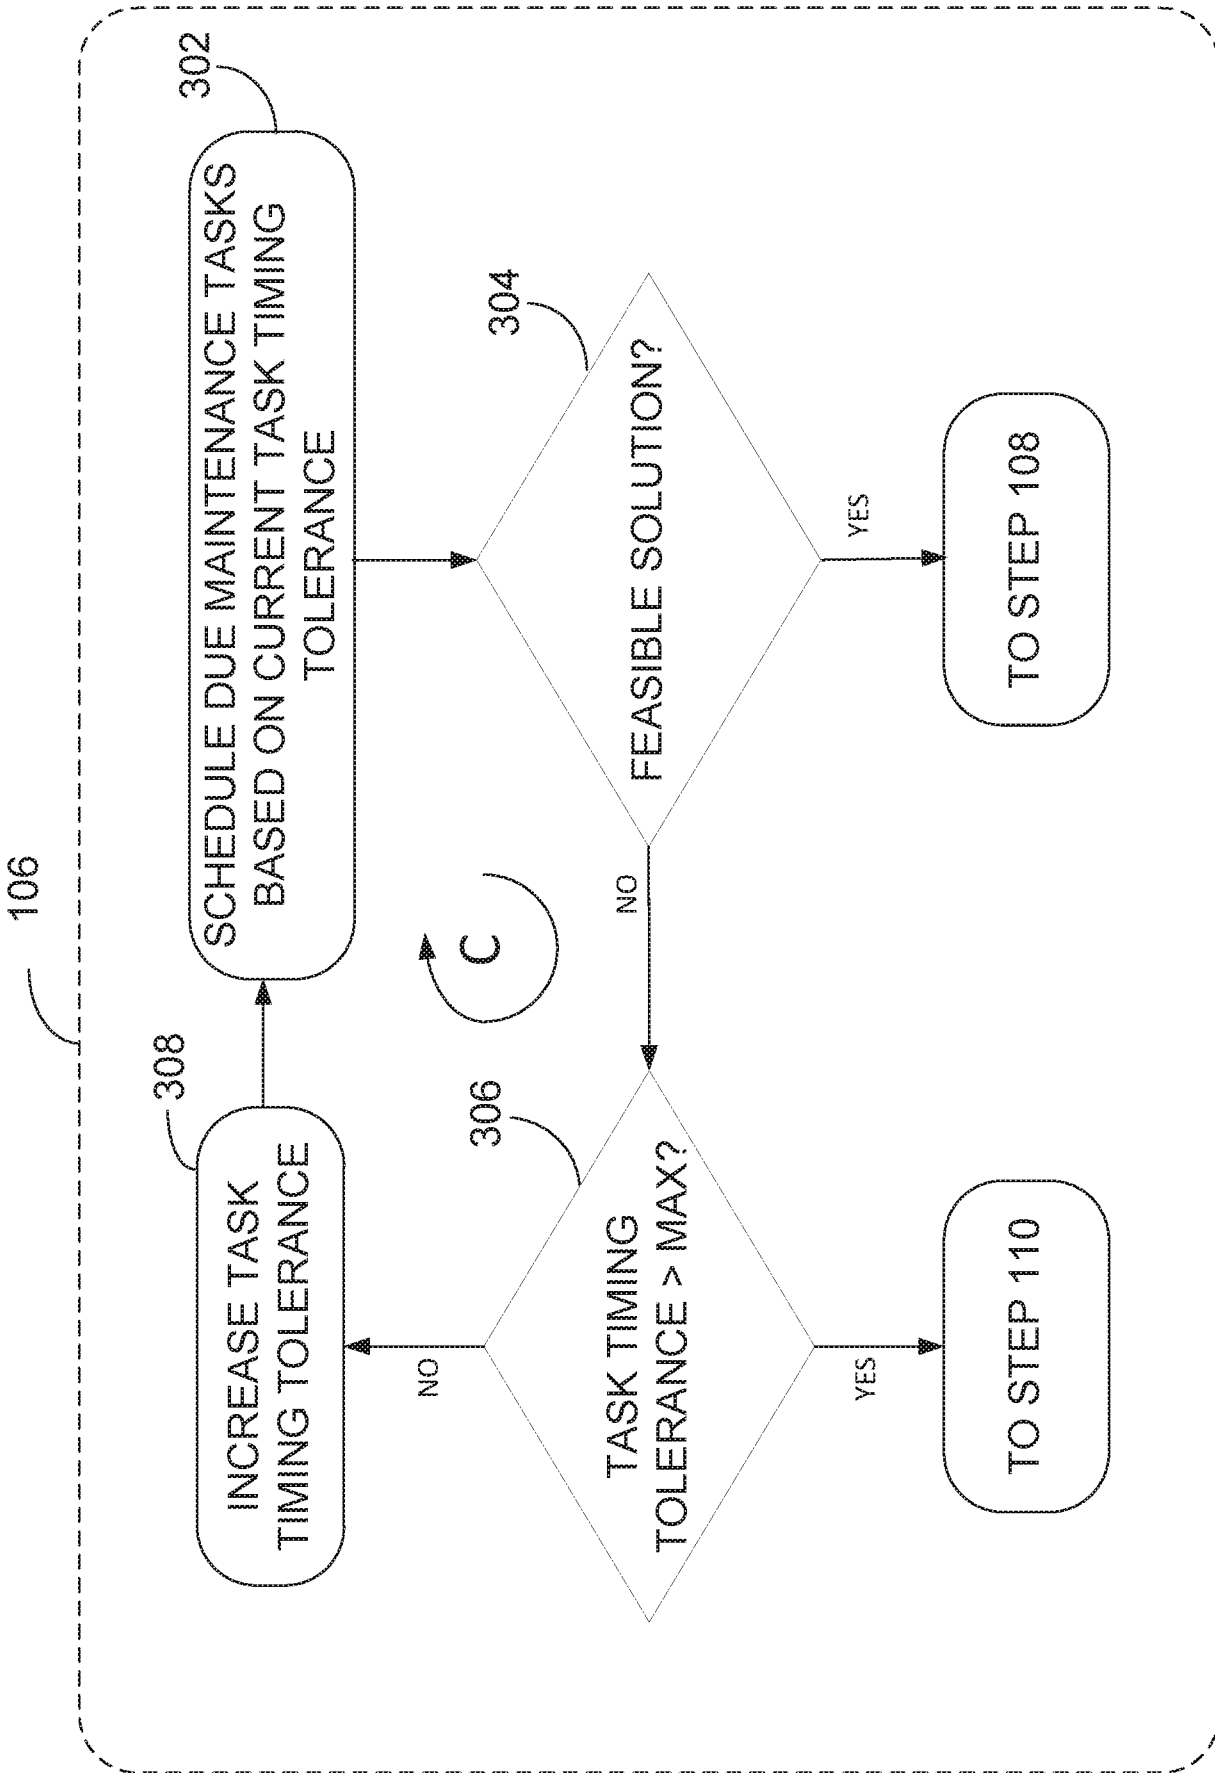 106
308
INCREASE TASK
TIMING TOLERANCE
302
SCHEDULE DUE MAINTENANCE TASKS
BASED ON CURRENT TASK TIMING
TOLERANCE
C
NO
306
TASK TIMING
TOLERANCE > MAX?
NO
304
FEASIBLE SOLUTION?
YES
YES
TO STEP 110
TO STEP 108